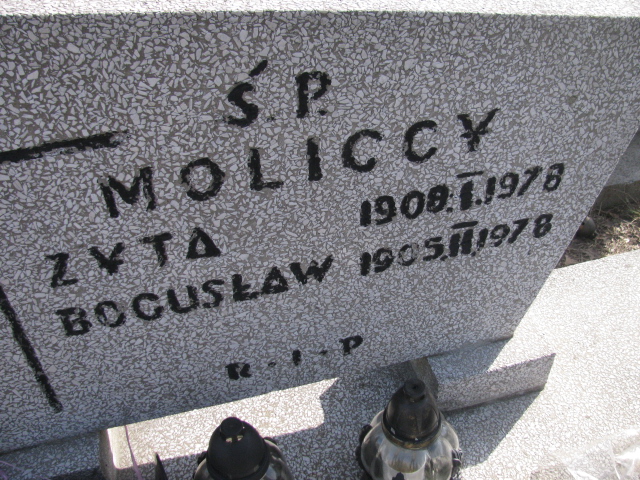 Ś.P.
MOLICCY
ZYTA 1908.I.1978
BOGUSŁAW 1905.II.1978
R-I-P